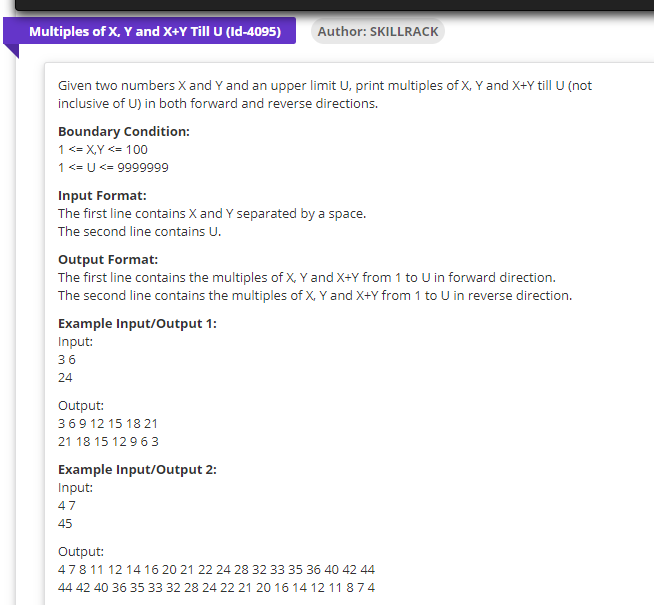 Multiples of X, Y and X+Y Till U (Id-4095)
Author: SKILLRACK
Given two numbers X and Y and an upper limit U, print multiples of X, Y and X+Y till U (not
inclusive of U) in both forward and reverse directions.
Boundary Condition:
1 <= X,Y <= 100
1 <= U <= 9999999
Input Format:
The first line contains X and Y separated by a space.
The second line contains U.
Output Format:
The first line contains the multiples of X, Y and X+Y from 1 to U in forward direction.
The second line contains the multiples of X, Y and X+Y from 1 to U in reverse direction.
Example Input/Output 1:
Input:
3 6
24
Output:
3 6 9 12 15 18 21
21 18 15 12 9 6 3
Example Input/Output 2:
Input:
4 7
45
Output:
4 7 8 11 12 14 16 20 21 22 24 28 32 33 35 36 40 42 44
44 42 40 36 35 33 32 28 24 22 21 20 16 14 12 11 8 7 4